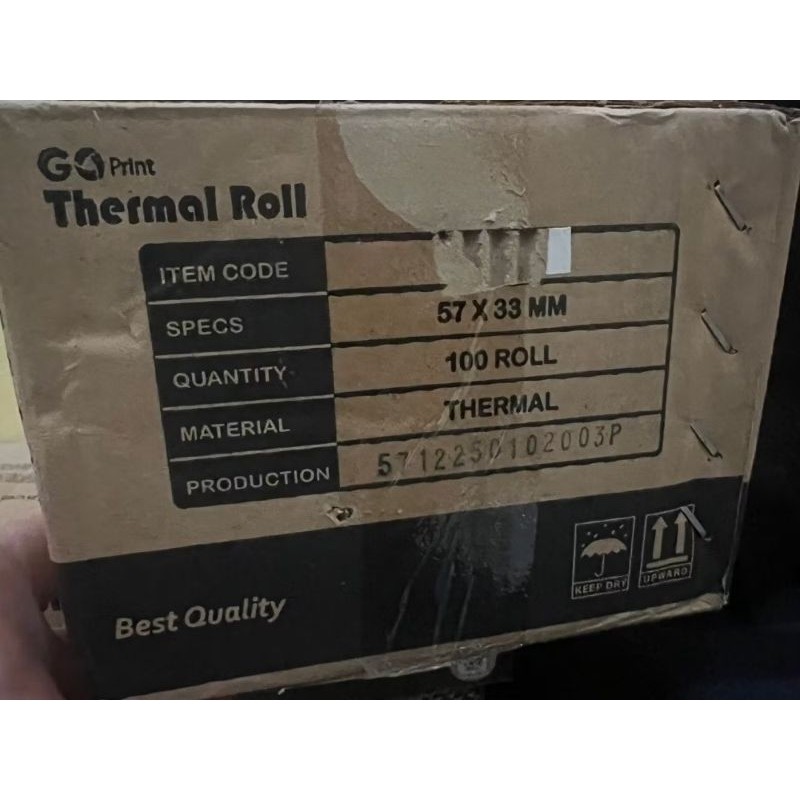 GO Print
Thermal Roll
ITEM CODE
SPECS 57 X 33 MM
QUANTITY 100 ROLL
MATERIAL THERMAL
PRODUCTION 5712250102003P
Best Quality
KEEP DRY
UPWARD